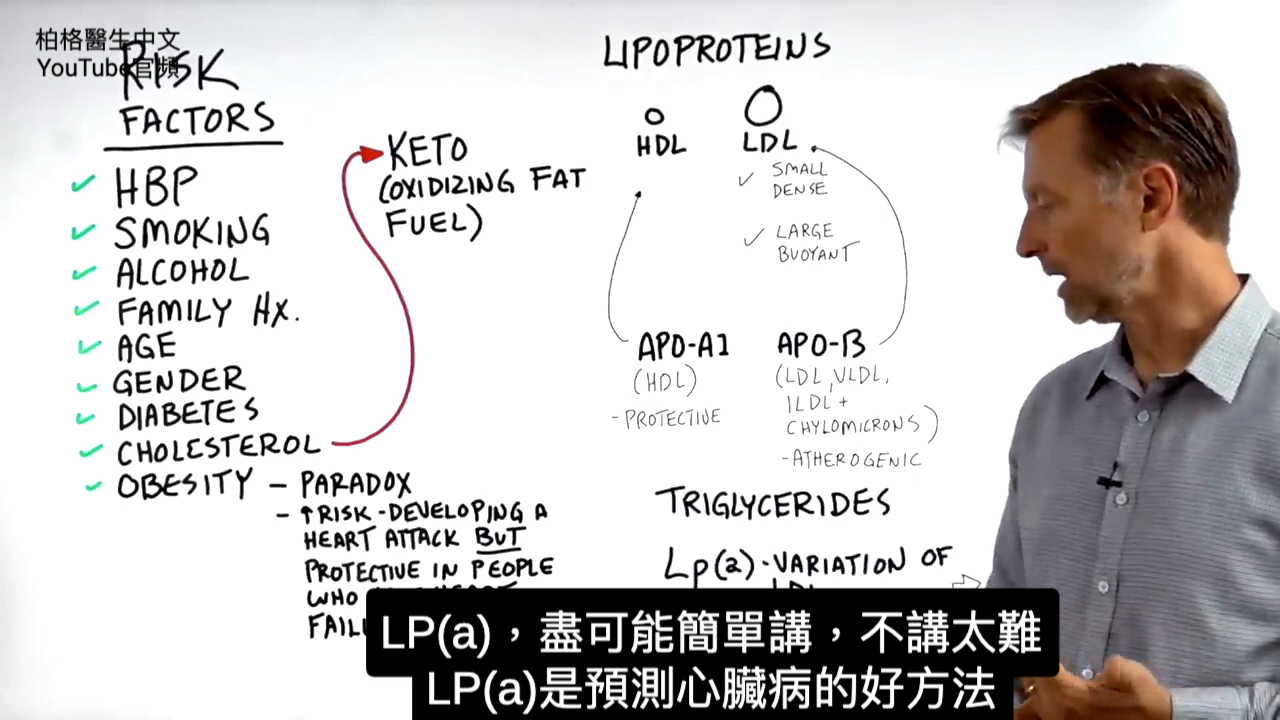 柏格醫生中文
YouTube官頻
RISK
FACTORS
HBP
SMOKING
ALCOHOL
FAMILY HX.
AGE
GENDER
DIABETES
CHOLESTEROL
OBESITY - PARADOX
- ↑RISK-DEVELOPING A
HEART ATTACK BUT
PROTECTIVE IN PEOPLE
WHO
KETO
(OXIDIZING FAT
FUEL)
LIPOPROTEINS
HDL
LDL
✓ SMALL
DENSE
✓ LARGE
BUOYANT
APO-A1
(HDL)
-PROTECTIVE
APO-B
(LDL, VLDL,
ILDL +
CHYLOMICRONS)
-ATHEROGENIC
TRIGLYCERIDES
Lp(a)·VARIATION OF
LP(a)，盡可能簡單講，不講太難
LP(a)是預測心臟病的好方法